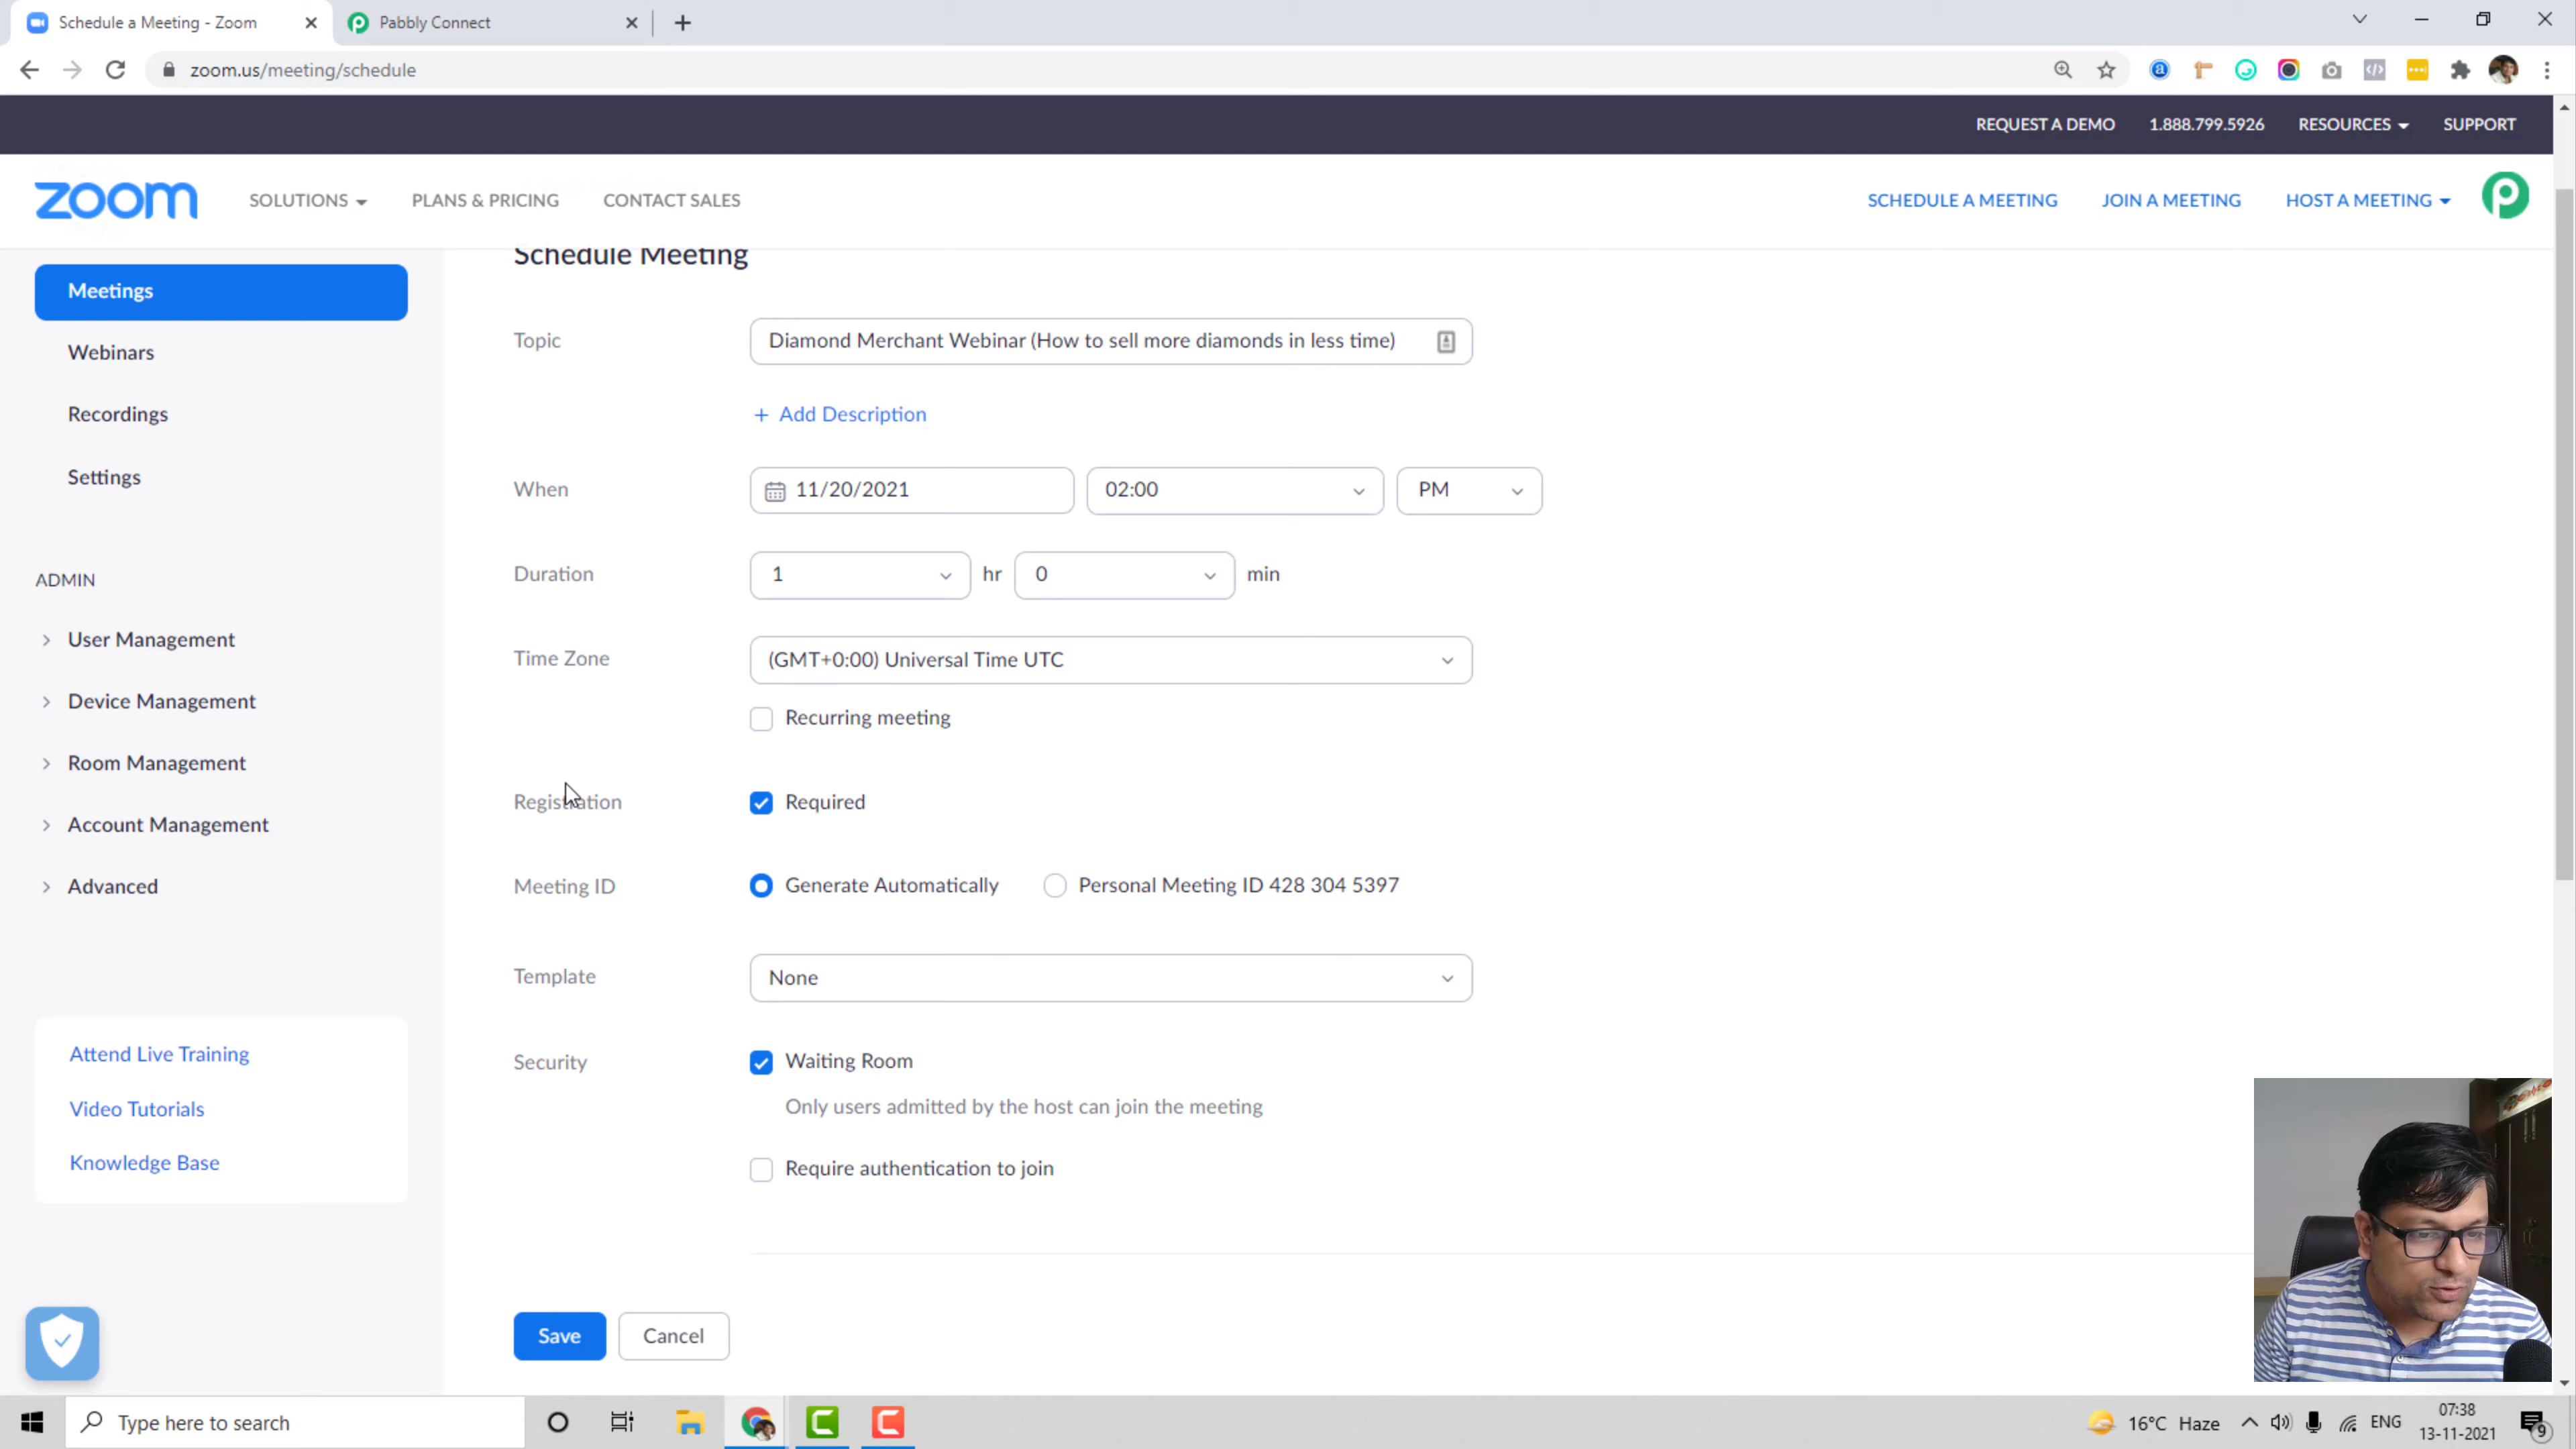 Schedule a Meeting - Zoom
Pabbly Connect
zoom.us/meeting/schedule
REQUEST A DEMO
1.888.799.5926
RESOURCES
SUPPORT
zoom
SOLUTIONS
PLANS & PRICING
CONTACT SALES
SCHEDULE A MEETING
JOIN A MEETING
HOST A MEETING
Meetings
Webinars
Recordings
Settings
ADMIN
User Management
Device Management
Room Management
Account Management
Advanced
Attend Live Training
Video Tutorials
Knowledge Base
Schedule Meeting
Topic
Diamond Merchant Webinar (How to sell more diamonds in less time)
+ Add Description
When
11/20/2021
02:00
PM
Duration
1
hr
0
min
Time Zone
(GMT+0:00) Universal Time UTC
Recurring meeting
Registration
Required
Meeting ID
Generate Automatically
Personal Meeting ID 428 304 5397
Template
None
Security
Waiting Room
Only users admitted by the host can join the meeting
Require authentication to join
Save
Cancel
Type here to search
16°C Haze
ENG
07:38
13-11-2021
9